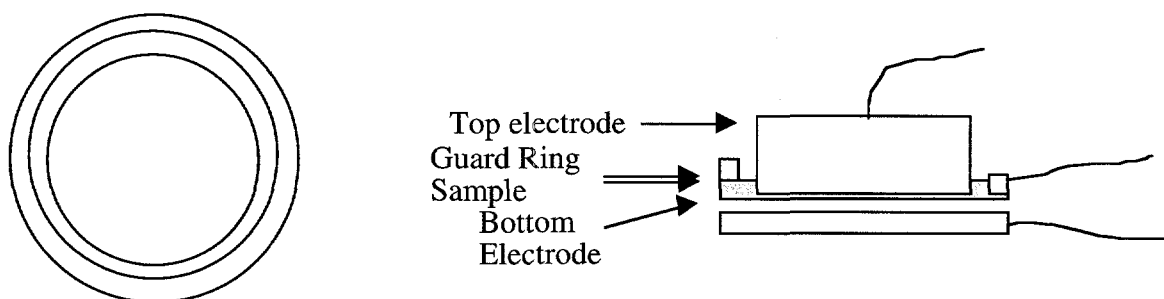 Top electrode
Guard Ring
Sample
Bottom
Electrode